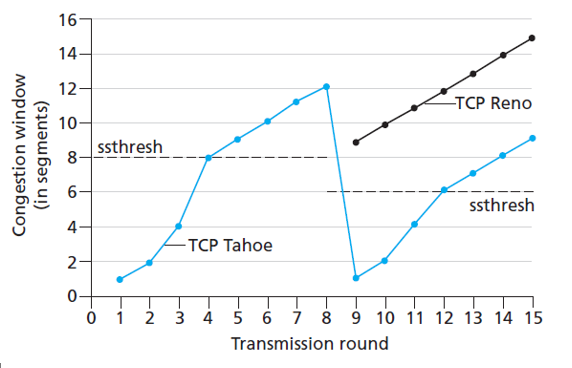 16
14
12
10
8
6
4
2
0
Congestion window
(in segments)
ssthresh
TCP Reno
ssthresh
TCP Tahoe
0 1 2 3 4 5 6 7 8 9 10 11 12 13 14 15
Transmission round